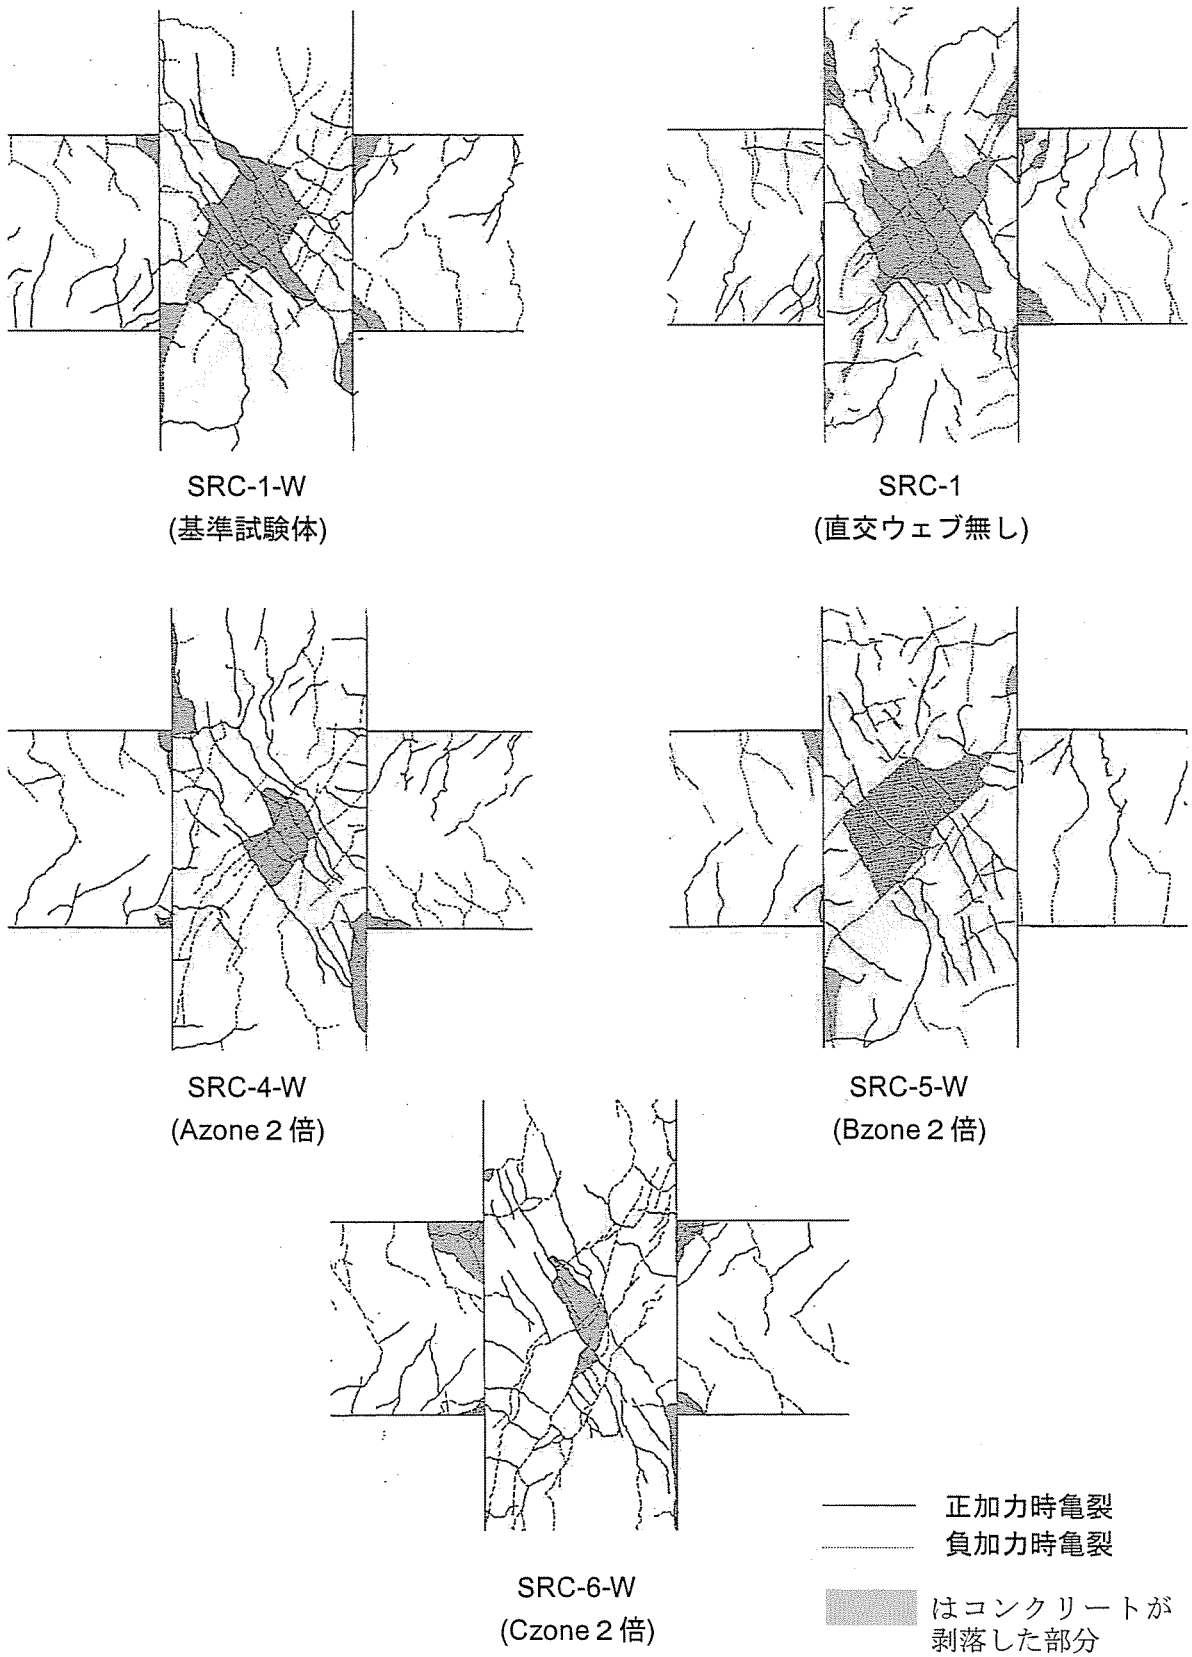 SRC-1-W
(基準試験体)
SRC-1
(直交ウェブ無し)
SRC-4-W
(Azone 2 倍)
SRC-5-W
(Bzone 2 倍)
SRC-6-W
(Czone 2 倍)
正加力時亀裂
負加力時亀裂
はコンクリートが
剥落した部分